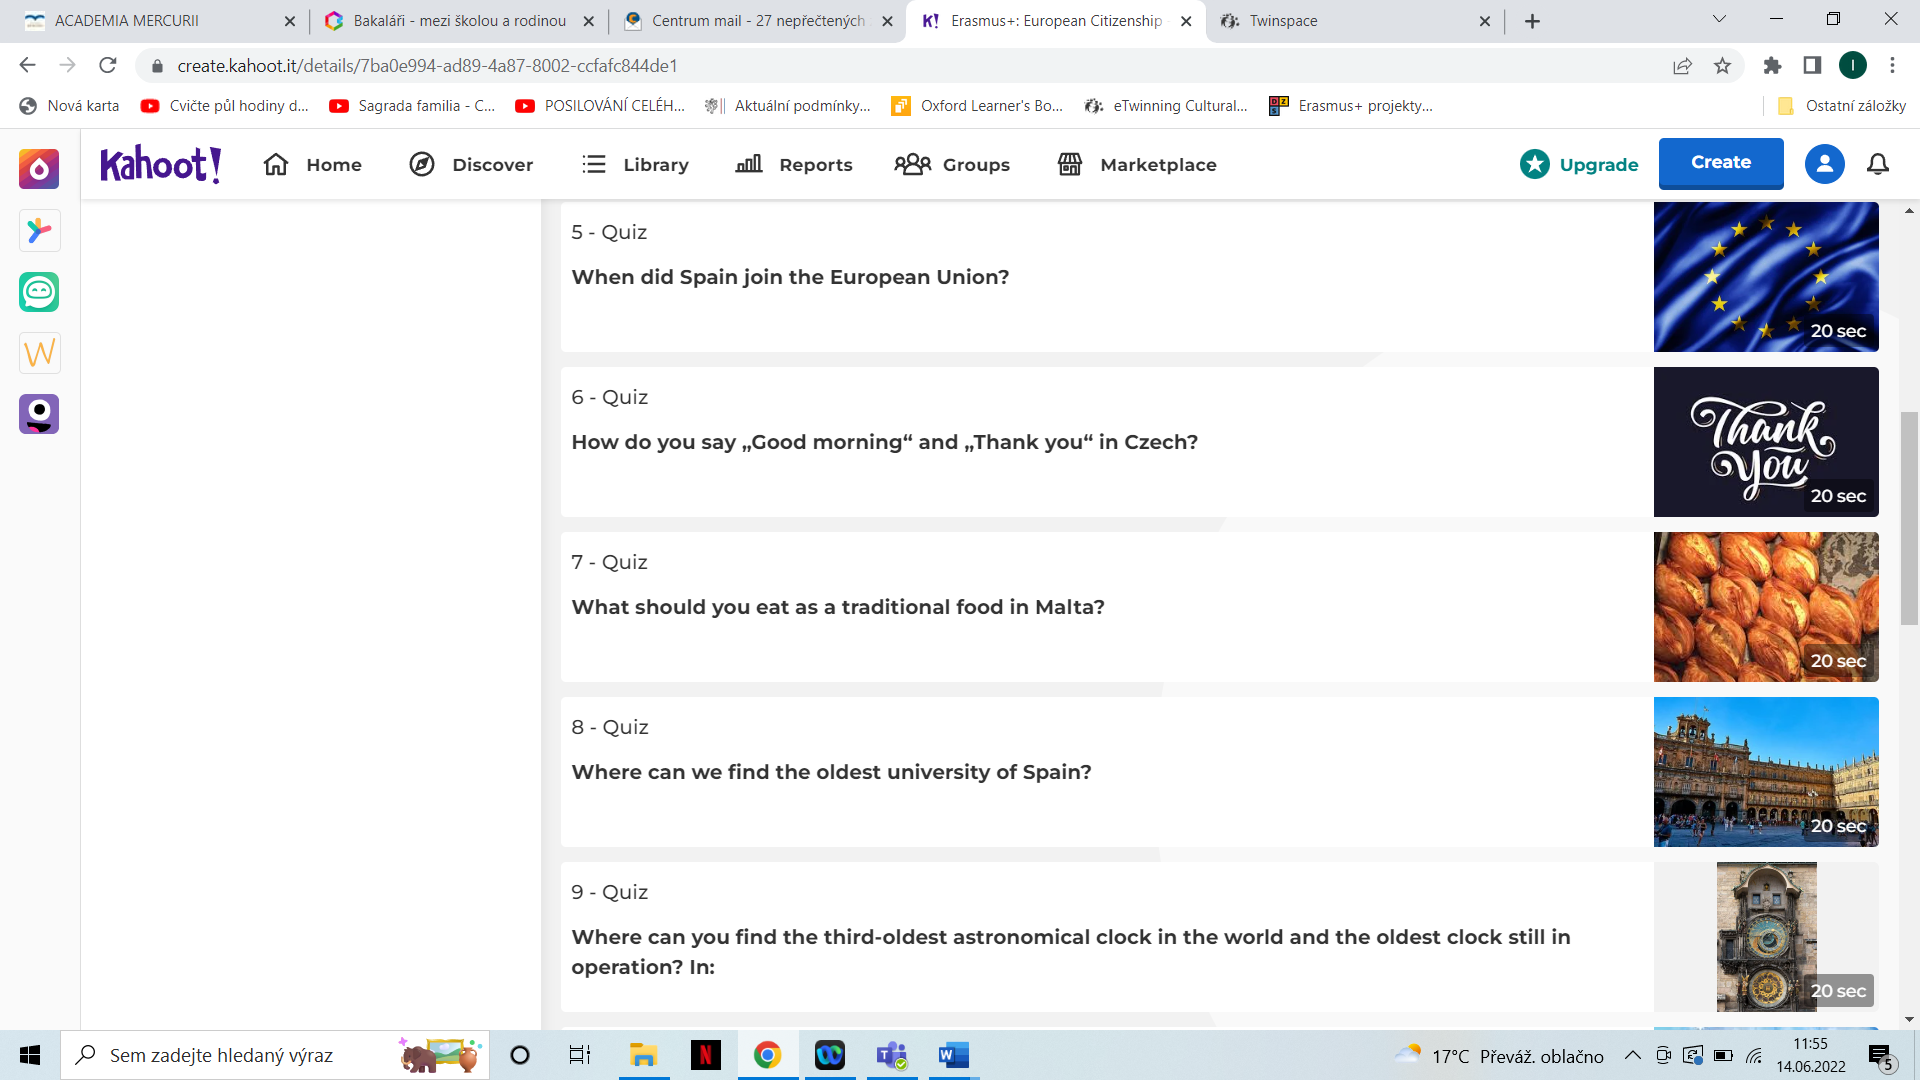 ACADEMIA MERCURII
Bakaláři - mezi školou a rodinou
Centrum mail - 27 nepřečtených
K! Erasmus+: European Citizenship
Twinspace
create.kahoot.it/details/7ba0e994-ad89-4a87-8002-ccfafc844de1
I
Nová karta
Cvičte půl hodiny d...
Sagrada familia - C...
POSILOVÁNÍ CELÉH...
Aktuální podmínky...
Oxford Learner's Bo...
eTwinning Cultural...
Erasmus+ projekty...
Ostatní záložky
Kahoot!
Home
Discover
Library
Reports
Groups
Marketplace
Upgrade
Create
W
5 - Quiz
When did Spain join the European Union?
20 sec
6 - Quiz
How do you say „Good morning“ and „Thank you“ in Czech?
Thank
You
20 sec
7 - Quiz
What should you eat as a traditional food in Malta?
20 sec
8 - Quiz
Where can we find the oldest university of Spain?
20 sec
9 - Quiz
Where can you find the third-oldest astronomical clock in the world and the oldest clock still in
operation? In:
20 sec
Sem zadejte hledaný výraz
N
T
W
17°C Převáž. oblačno
11:55
14.06.2022
5